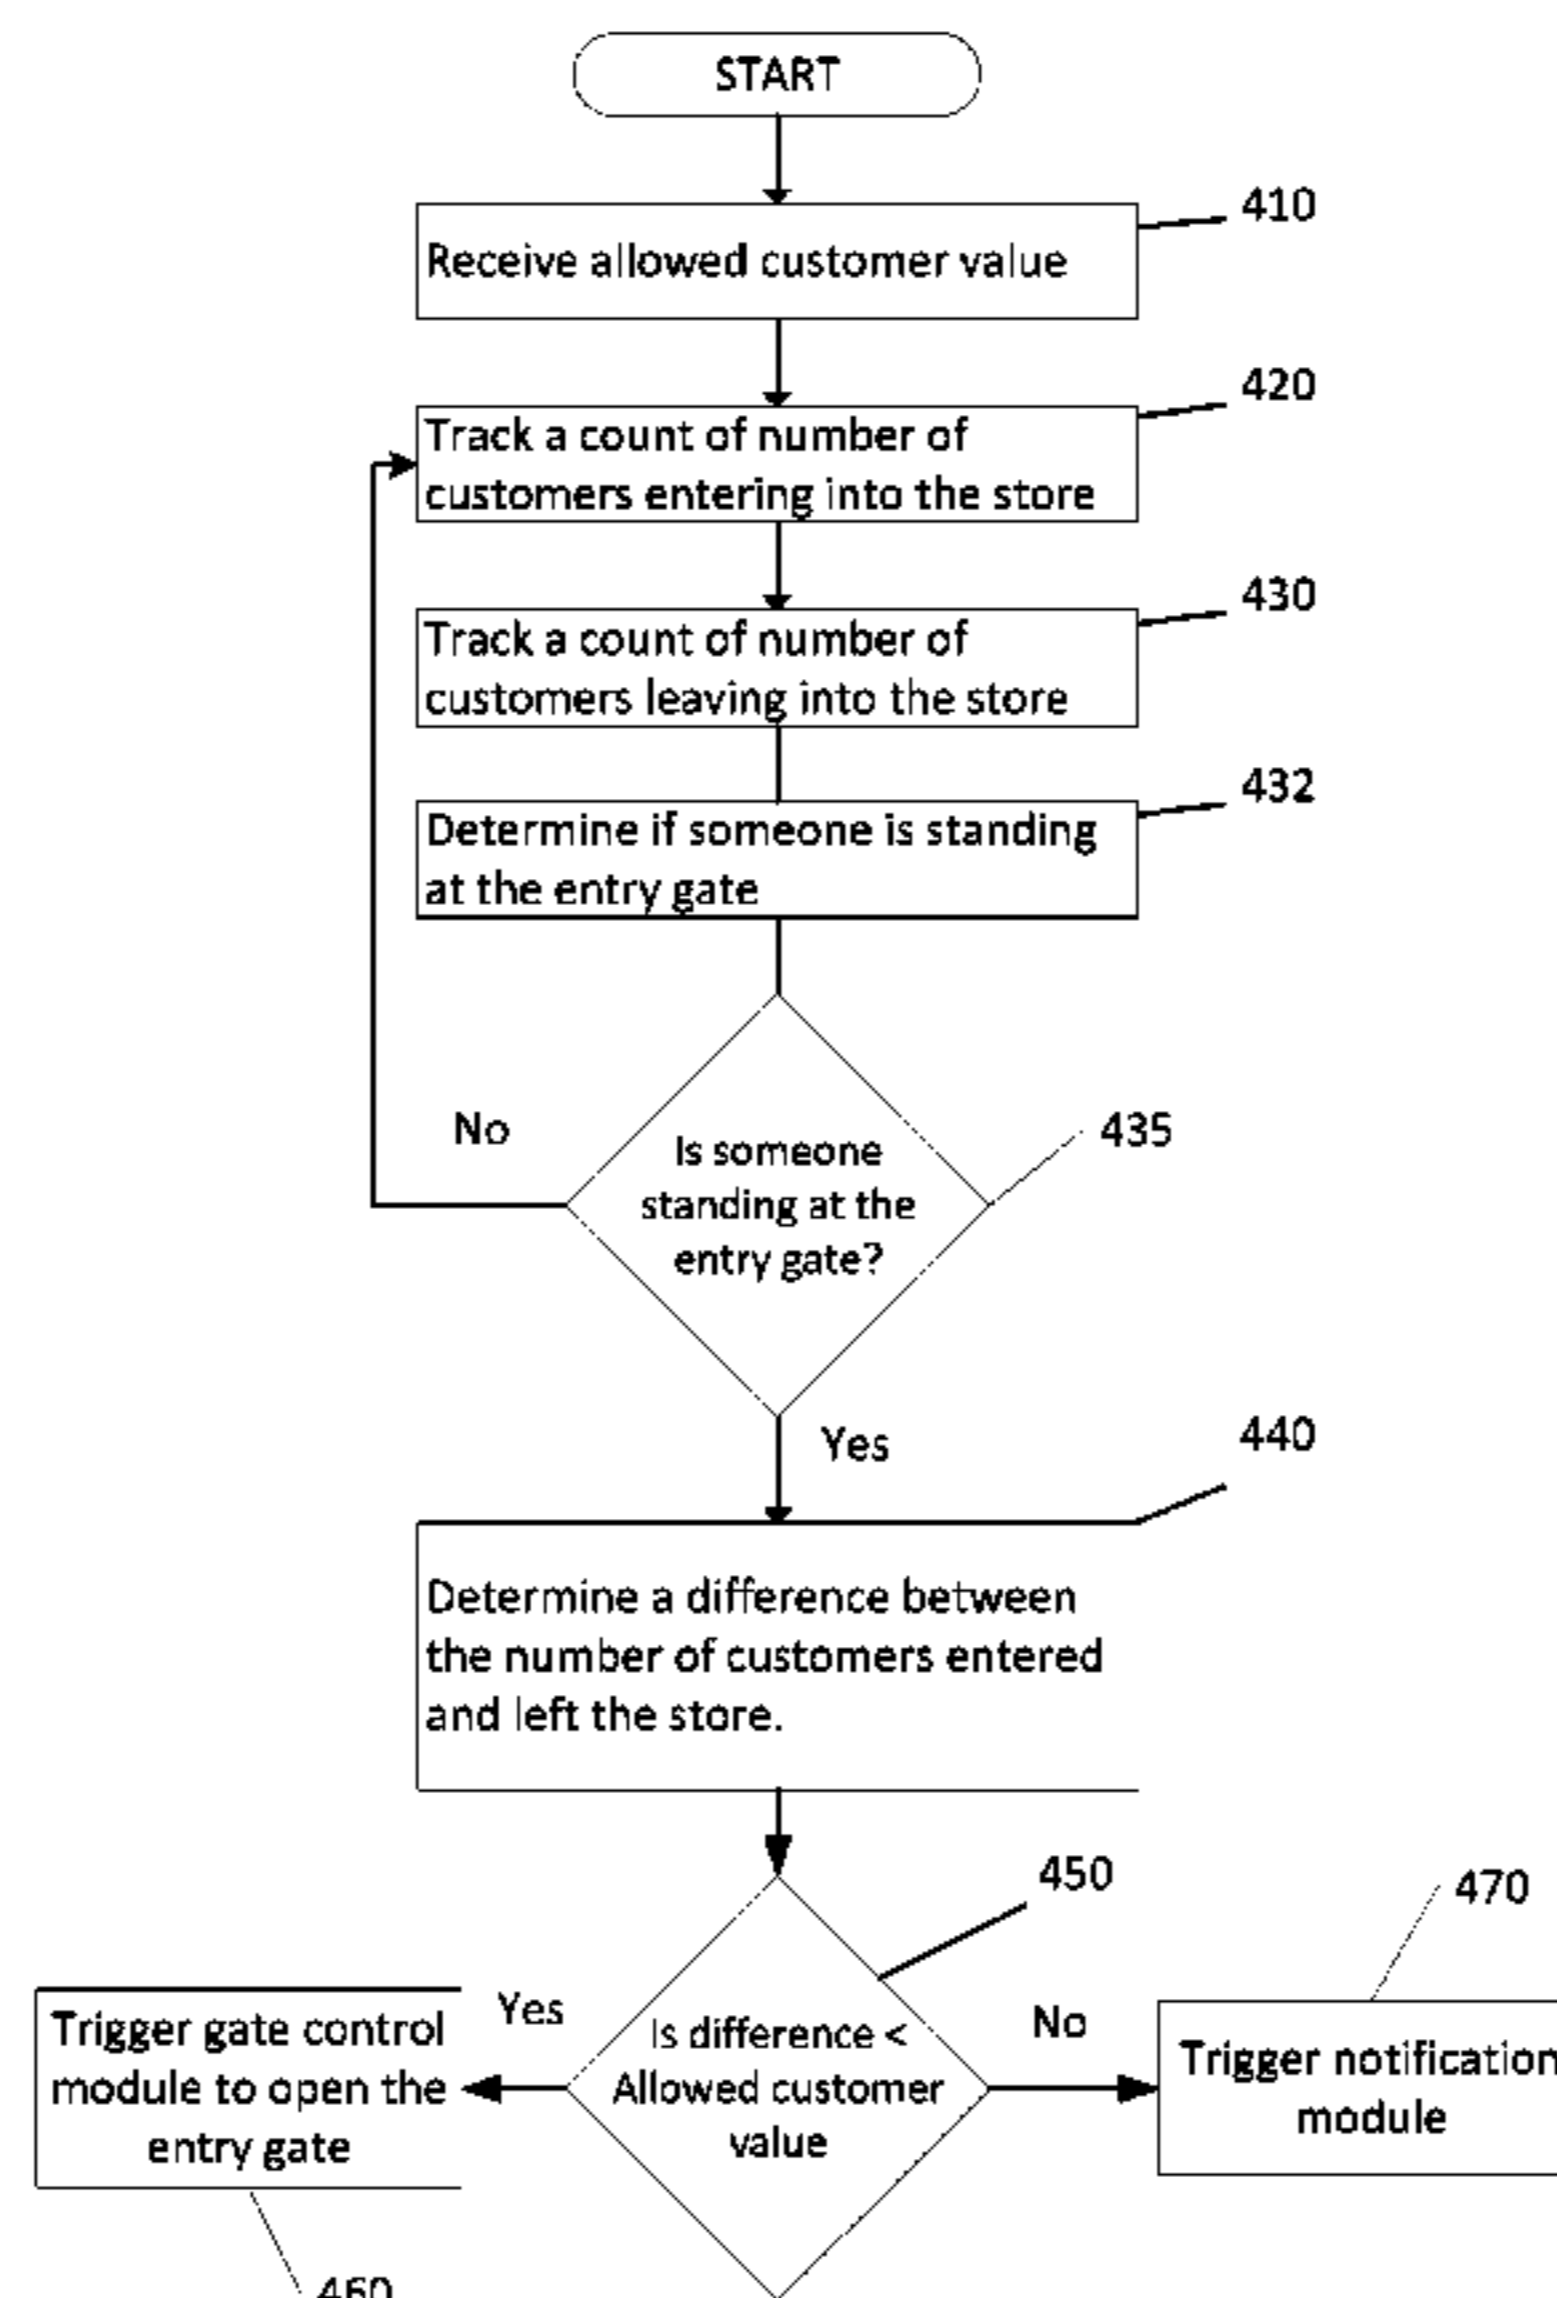 START
410
Receive allowed customer value
420
Track a count of number of
customers entering into the store
430
Track a count of number of
customers leaving into the store
432
Determine if someone is standing
at the entry gate
No
435
Is someone
standing at the
entry gate?
Yes
440
Determine a difference between
the number of customers entered
and left the store.
450
470
Yes
No
Trigger gate control
module to open the
entry gate
Is difference <
Allowed customer
value
Trigger notification
module
460